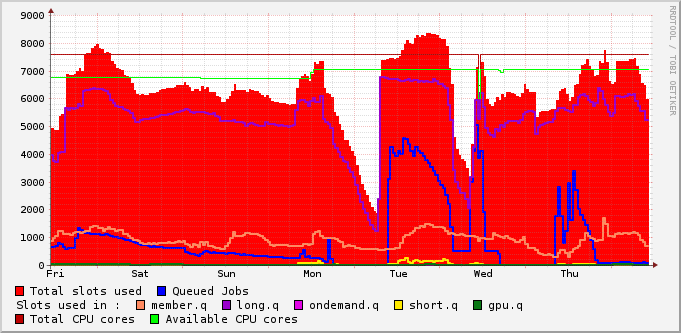 9000
8000
7000
6000
5000
4000
3000
2000
1000
0
Fri Sat Sun Mon Tue Wed Thu
RRDTOOL / TOBI OETIKER
Total slots used Queued Jobs
Slots used in : member.q long.q ondemand.q short.q gpu.q
Total CPU cores Available CPU cores